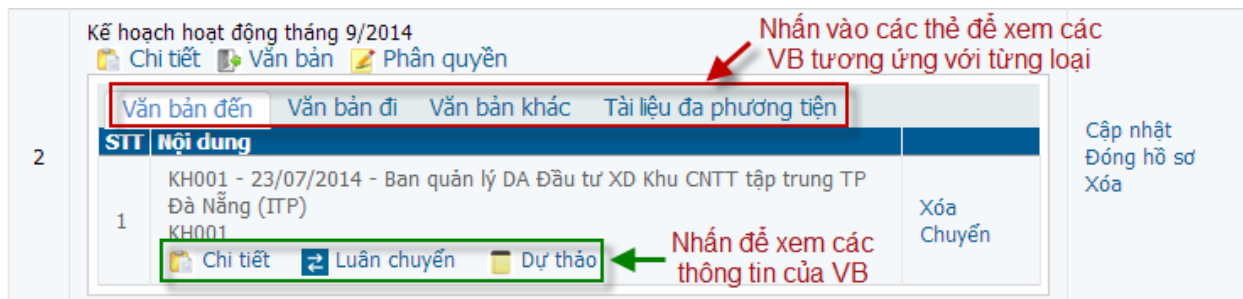 Kế hoạch hoạt động tháng 9/2014
Nhấn vào các thẻ để xem các
VB tương ứng với từng loại
Chi tiết Văn bản Phân quyền
Văn bản đến Văn bản đi Văn bản khác Tài liệu đa phương tiện
STT Nội dung
2
Cập nhật
Đóng hồ sơ
Xóa
1
KH001 - 23/07/2014 - Ban quản lý DA Đầu tư XD Khu CNTT tập trung TP
Đà Nẵng (ITP)
KH001
Xóa
Chuyển
Chi tiết Luân chuyển Dự thảo
Nhấn để xem các
thông tin của VB